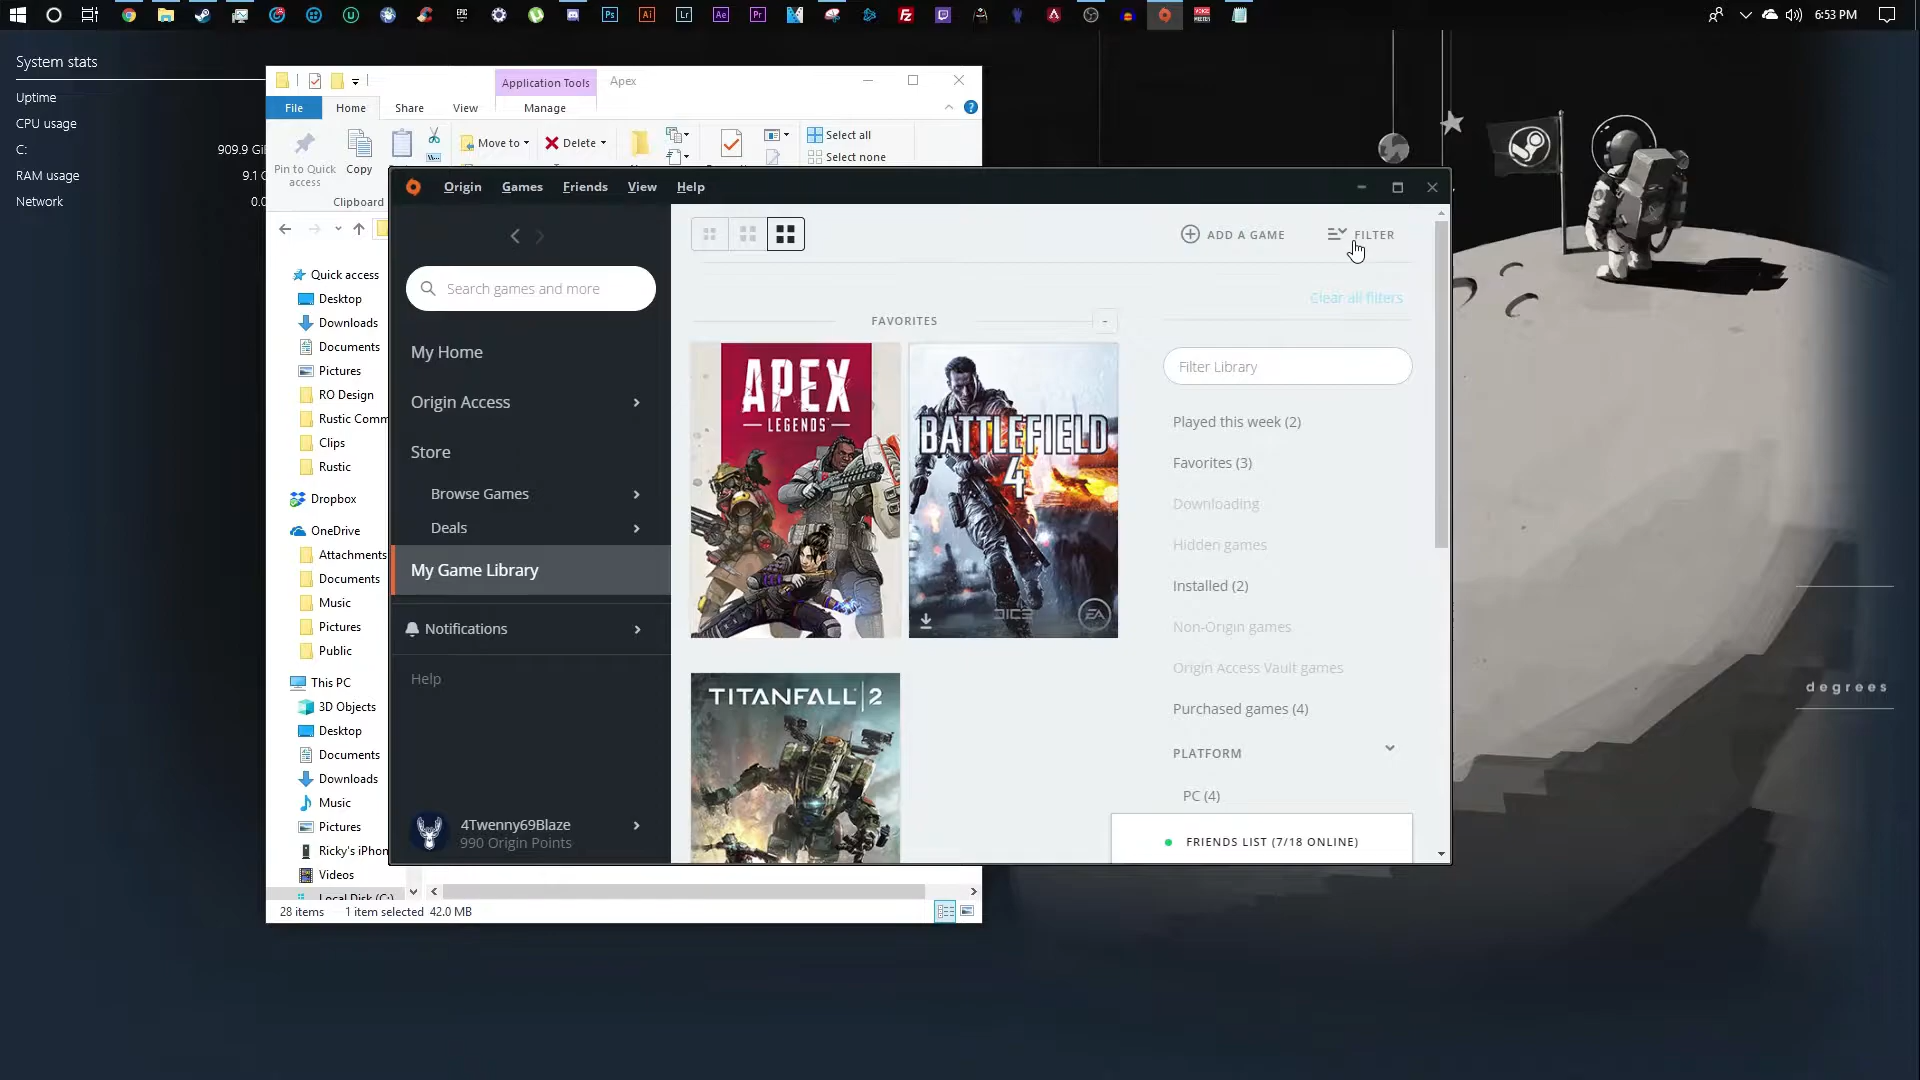 6:53 PM
System stats
Uptime
CPU usage
C:
909.9 Gi
RAM usage
9.1 G
Network
0.0
Application Tools
Apex
File
Home
Share
View
Manage
Pin to Quick
access
Copy
Move to
Delete
Select all
Select none
Clipboard
Quick access
Desktop
Downloads
Documents
Pictures
RO Design
Rustic Comm
Clips
Rustic
Dropbox
OneDrive
Attachments
Documents
Music
Pictures
Public
This PC
3D Objects
Desktop
Documents
Downloads
Music
Pictures
Ricky's iPhon
Videos
Local Disk (C:)
28 items
1 item selected 42.0 MB
Origin
Games
Friends
View
Help
Search games and more
My Home
Origin Access
Store
Browse Games
Deals
My Game Library
Notifications
Help
4Twenny69Blaze
990 Origin Points
ADD A GAME
FILTER
Clear all filters
FAVORITES
APEX
LEGENDS
BATTLEFIELD
4
DICE
EA
TITANFALL 2
Filter Library
Played this week (2)
Favorites (3)
Downloading
Hidden games
Installed (2)
Non-Origin games
Origin Access Vault games
Purchased games (4)
PLATFORM
PC (4)
FRIENDS LIST (7/18 ONLINE)
degrees